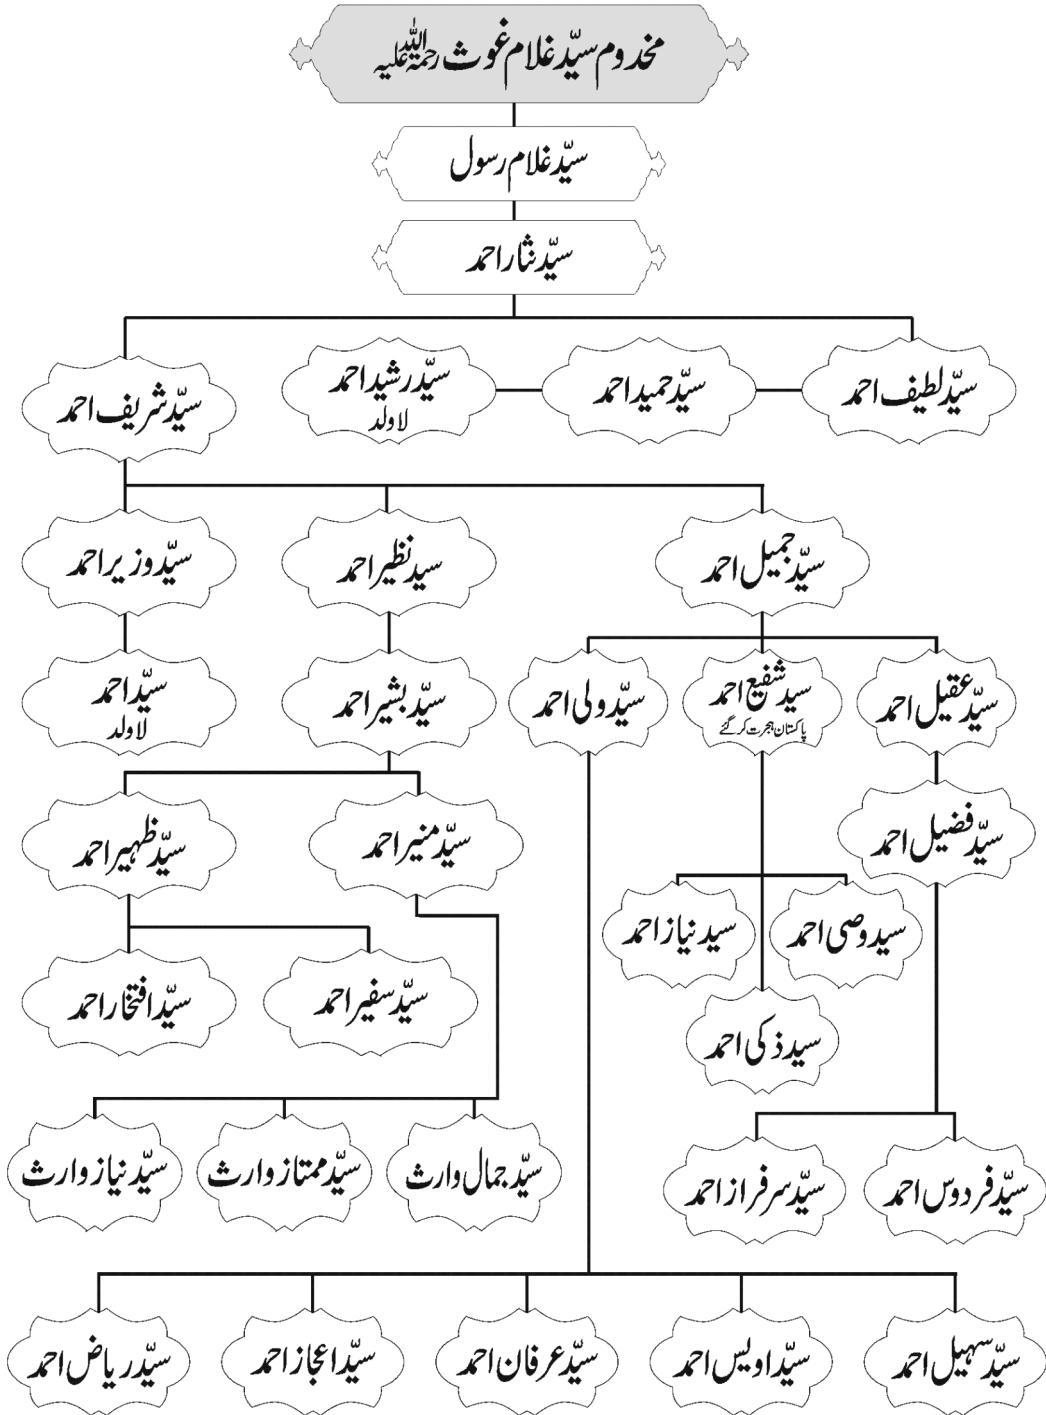 مخدوم سیّد غلام غوث رحمۃ اللہ علیہ
سیّد غلام رسول
سیّد نثار احمد
سیّد لطیف احمد
سیّد حمید احمد
سیّد رشید احمد
لاولد
سیّد شریف احمد
سیّد جمیل احمد
سید نظیر احمد
سیّد وزیر احمد
سیّد عقیل احمد
سید شفیع احمد
پاکستان ہجرت کر گئے
سیّد ولی احمد
سیّد بشیر احمد
سیّد احمد
لاولد
سیّد فضیل احمد
سیّد منیر احمد
سیّد ظہیر احمد
سید وصی احمد
سید نیاز احمد
سیّد سفیر احمد
سیّد افتخار احمد
سید ذکی احمد
سیّد فردوس احمد
سیّد سرفراز احمد
سیّد جمال وارث
سیّد ممتاز وارث
سیّد نیاز وارث
سیّد سہیل احمد
سیّد اویس احمد
سیّد عرفان احمد
سیّد اعجاز احمد
سیّد ریاض احمد